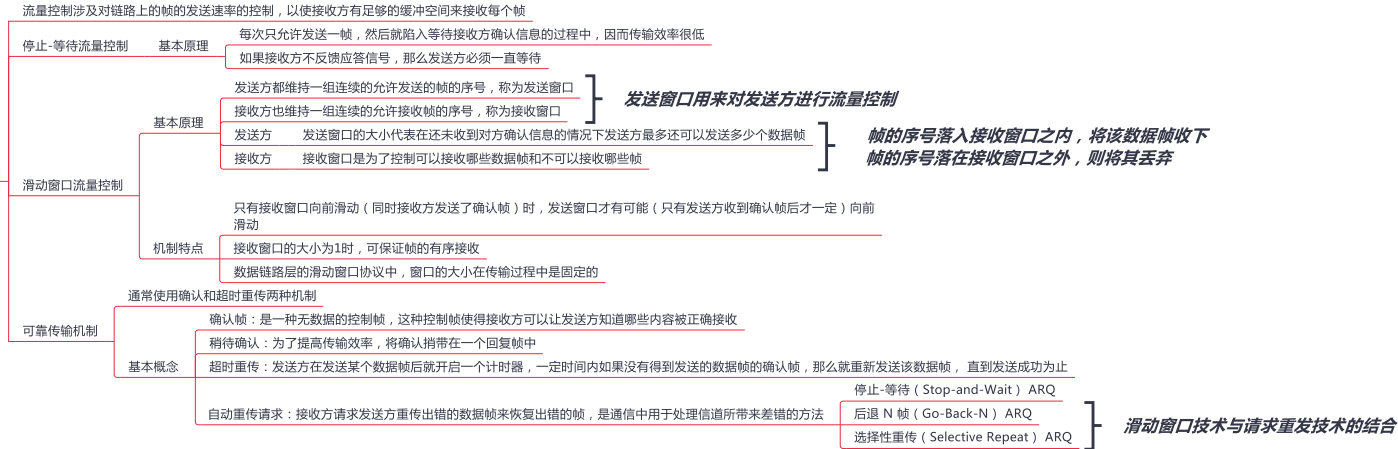 流量控制涉及对链路上的帧的发送速率的控制，以使接收方有足够的缓冲空间来接收每个帧
停止-等待流量控制
基本原理
每次只允许发送一帧，然后就陷入等待接收方确认信息的过程中，因而传输效率很低
如果接收方不反馈应答信号，那么发送方必须一直等待
滑动窗口流量控制
基本原理
发送方都维持一组连续的允许发送的帧的序号，称为发送窗口
接收方也维持一组连续的允许接收帧的序号，称为接收窗口
发送窗口用来对发送方进行流量控制
发送方
发送窗口的大小代表在还未收到对方确认信息的情况下发送方最多还可以发送多少个数据帧
接收方
接收窗口是为了控制可以接收哪些数据帧和不可以接收哪些帧
帧的序号落入接收窗口之内，将该数据帧收下
帧的序号落在接收窗口之外，则将其丢弃
机制特点
只有接收窗口向前滑动（同时接收方发送了确认帧）时，发送窗口才有可能（只有发送方收到确认帧后才一定）向前
滑动
接收窗口的大小为1时，可保证帧的有序接收
数据链路层的滑动窗口协议中，窗口的大小在传输过程中是固定的
可靠传输机制
通常使用确认和超时重传两种机制
基本概念
确认帧：是一种无数据的控制帧，这种控制帧使得接收方可以让发送方知道哪些内容被正确接收
稍待确认：为了提高传输效率，将确认捎带在一个回复帧中
超时重传：发送方在发送某个数据帧后就开启一个计时器，一定时间内如果没有得到发送的数据帧的确认帧，那么就重新发送该数据帧， 直到发送成功为止
自动重传请求：接收方请求发送方重传出错的数据帧来恢复出错的帧，是通信中用于处理信道所带来差错的方法
停止-等待（Stop-and-Wait） ARQ
后退 N 帧（Go-Back-N） ARQ
选择性重传（Selective Repeat） ARQ
滑动窗口技术与请求重发技术的结合